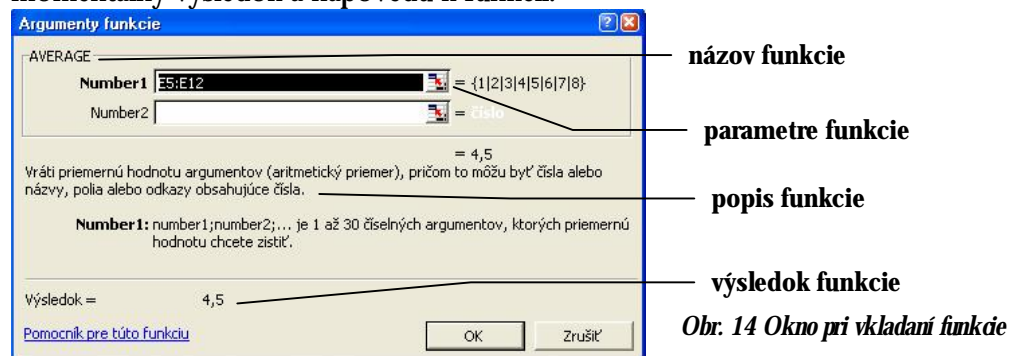 momentálny výsledok a nápovedu k funkcii.
Argumenty funkcie
AVERAGE
názov funkcie
Number1 E5:E12 = {1|2|3|4|5|6|7|8}
Number2 = číslo
parametre funkcie
= 4,5
Vráti priemernú hodnotu argumentov (aritmetický priemer), pričom to môžu byť čísla alebo
názvy, polia alebo odkazy obsahujúce čísla.
popis funkcie
Number1: number1;number2;... je 1 až 30 číselných argumentov, ktorých priemernú
hodnotu chcete zistiť.
výsledok funkcie
Výsledok = 4,5
Obr. 14 Okno pri vkladaní funkcie
Pomocník pre túto funkciu OK Zrušiť